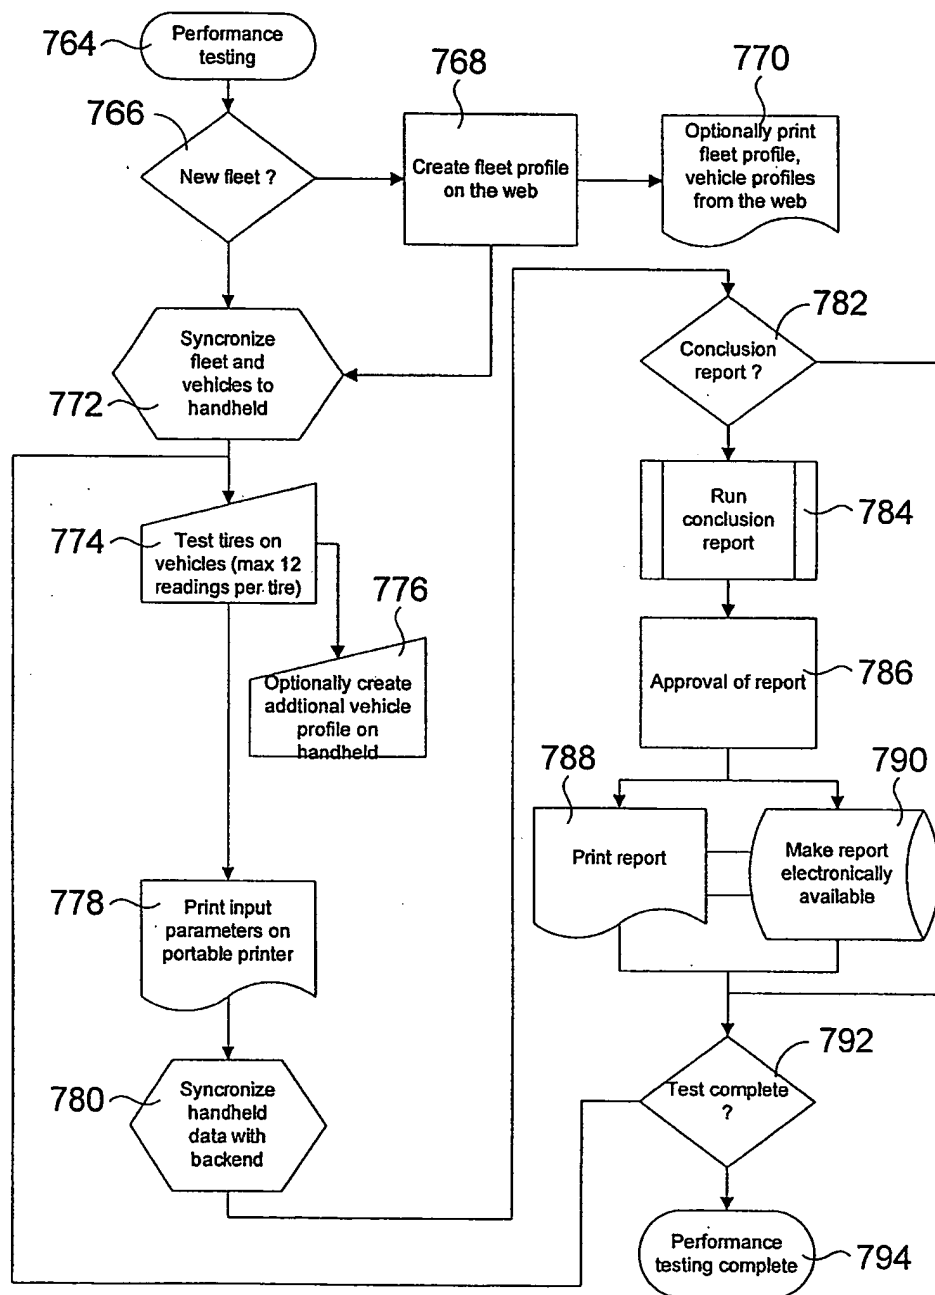 764
Performance
testing
766
New fleet ?
768
Create fleet profile
on the web
770
Optionally print
fleet profile,
vehicle profiles
from the web
772
Syncronize
fleet and
vehicles to
handheld
774
Test tires on
vehicles (max 12
readings per tire)
776
Optionally create
addtional vehicle
profile on
handheld
778
Print input
parameters on
portable printer
780
Syncronize
handheld
data with
backend
782
Conclusion
report ?
784
Run
conclusion
report
786
Approval of report
788
Print report
790
Make report
electronically
available
792
Test complete
?
794
Performance
testing complete